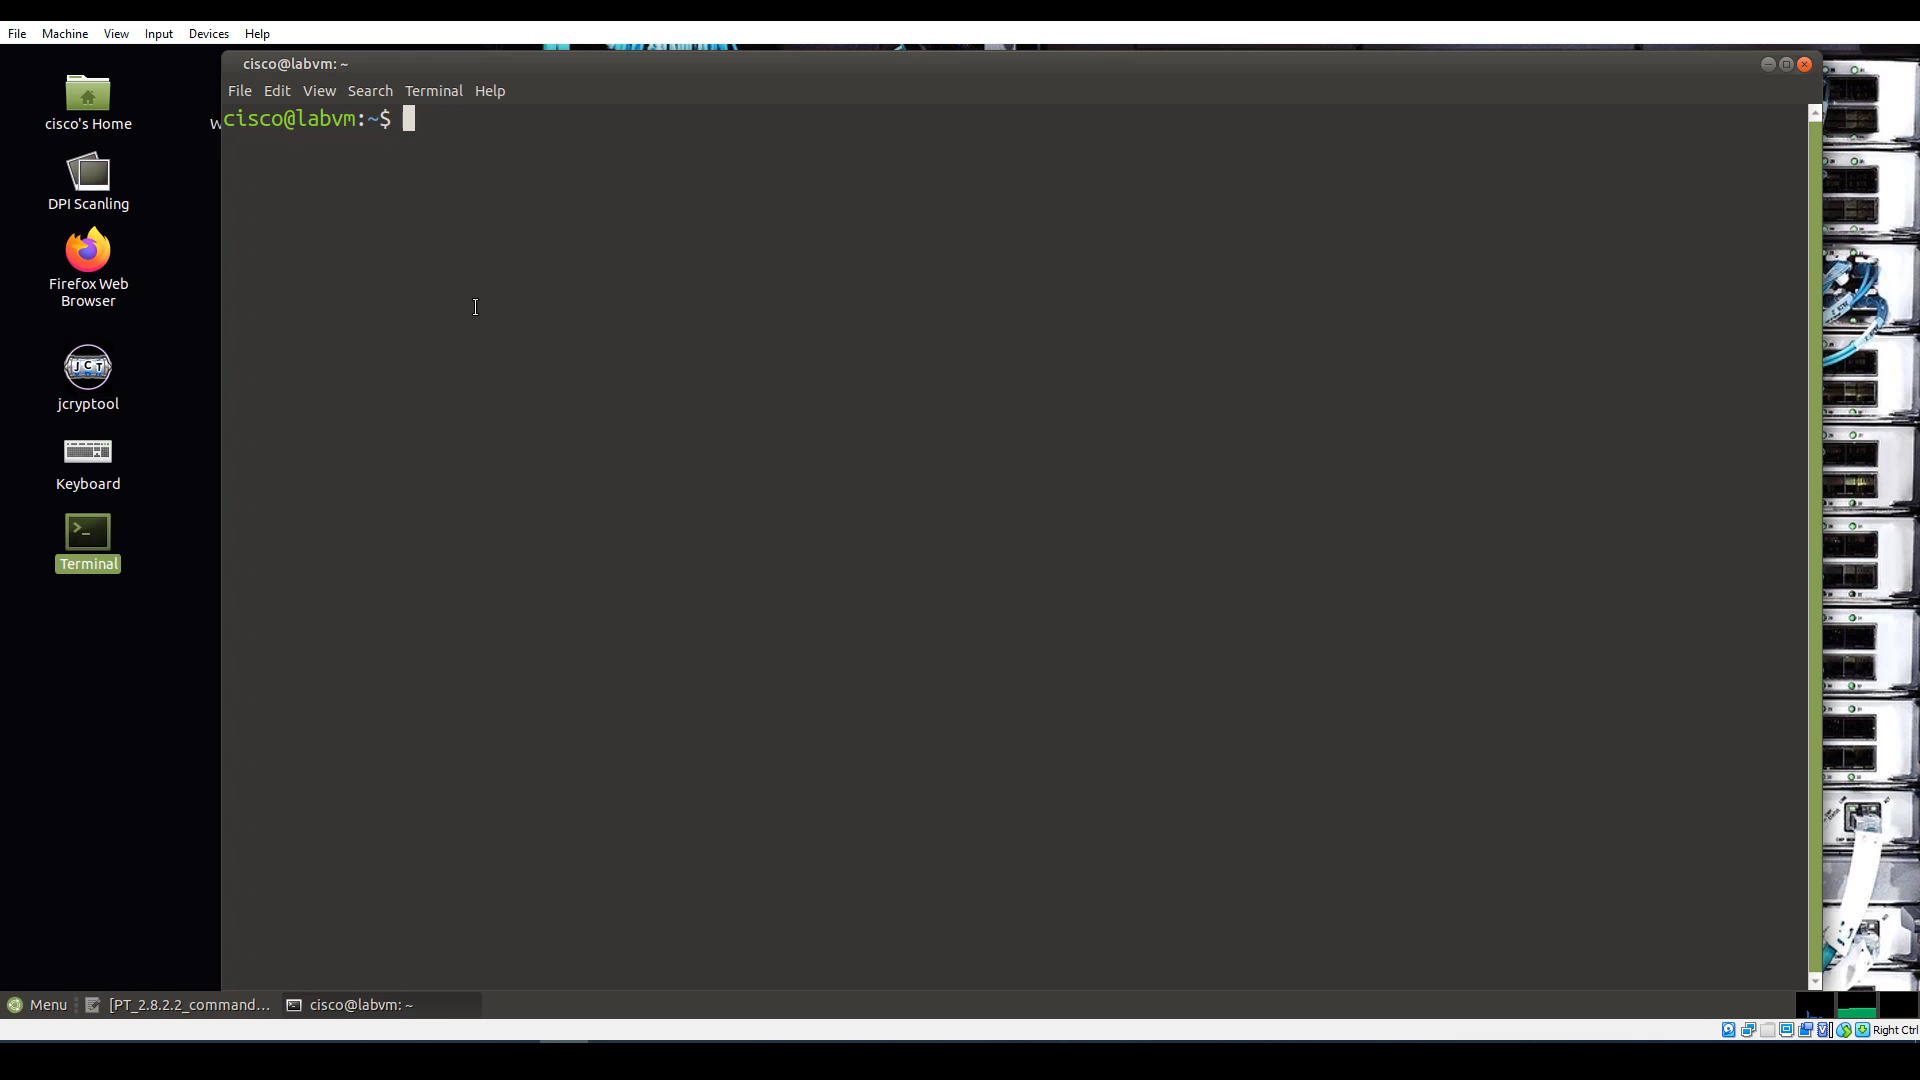 File Machine View Input Devices Help
cisco@labvm: ~
File Edit View Search Terminal Help
cisco@labvm:~$
cisco's Home
W
DPI Scanling
Firefox Web
Browser
jcryptool
Keyboard
>_
Terminal
Menu [PT_2.8.2.2_command... cisco@labvm: ~
Right Ctrl